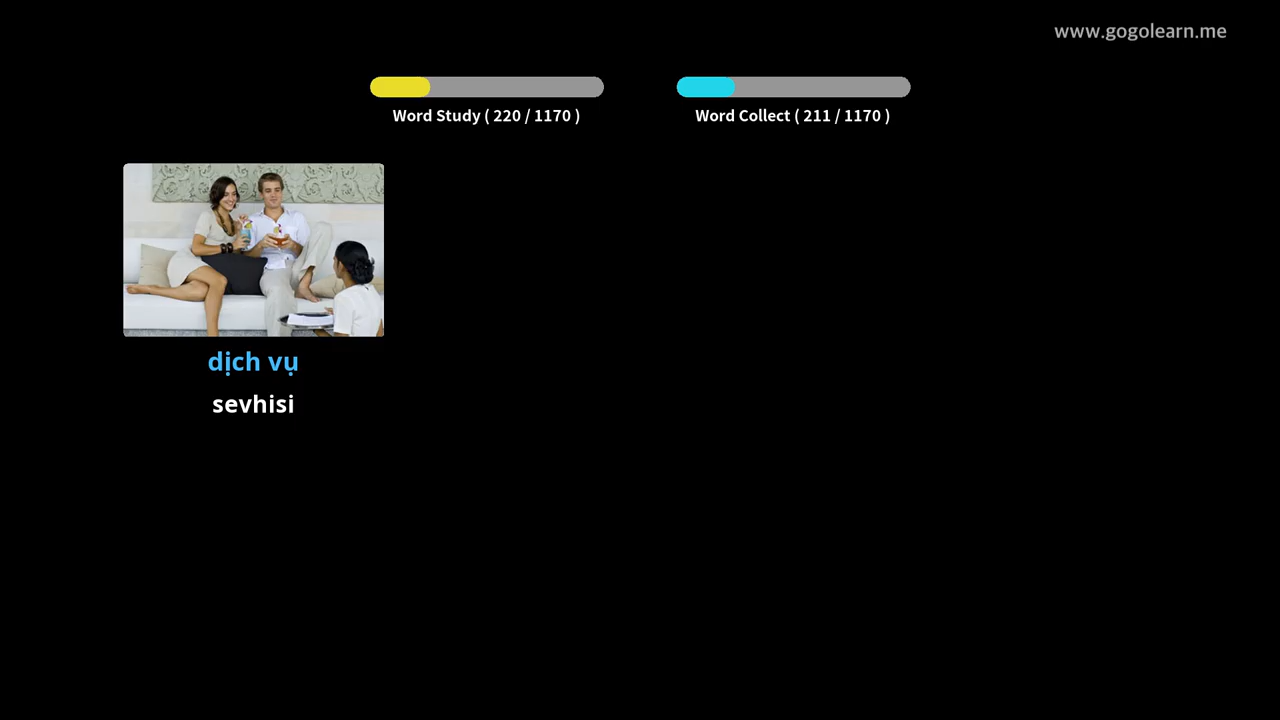 www.gogolearn.me
Word Study ( 220 / 1170 )
Word Collect ( 211 / 1170 )
dịch vụ
sevhisi